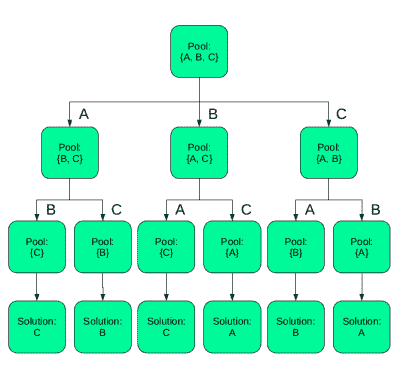 Pool:
{A, B, C}
A
B
C
Pool:
{B, C}
Pool:
{A, C}
Pool:
{A, B}
B
C
A
C
A
B
Pool:
{C}
Pool:
{B}
Pool:
{C}
Pool:
{A}
Pool:
{B}
Pool:
{A}
Solution:
C
Solution:
B
Solution:
C
Solution:
A
Solution:
B
Solution:
A